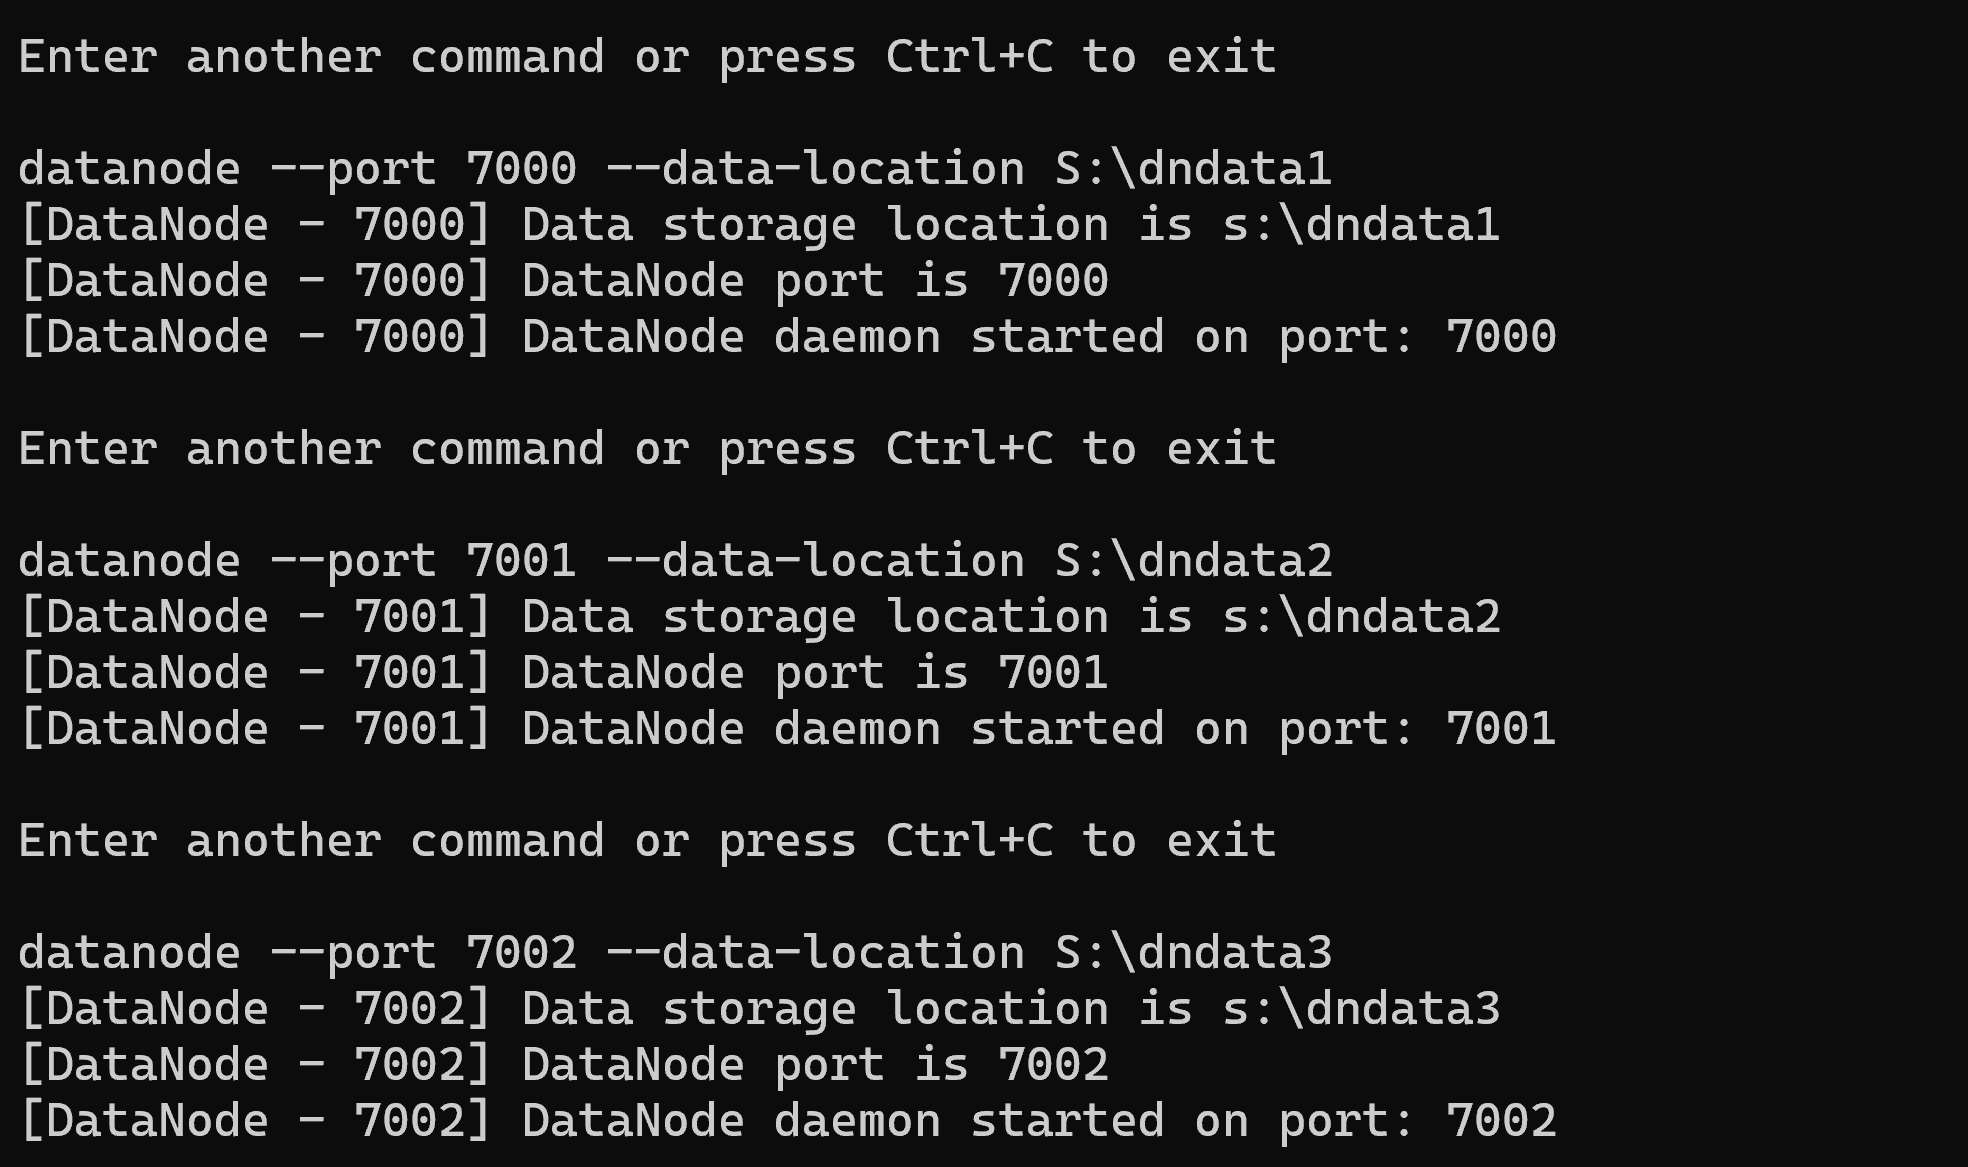 Enter another command or press Ctrl+C to exit
datanode --port 7000 --data-location S:\dndata1
[DataNode - 7000] Data storage location is s:\dndata1
[DataNode - 7000] DataNode port is 7000
[DataNode - 7000] DataNode daemon started on port: 7000
Enter another command or press Ctrl+C to exit
datanode --port 7001 --data-location S:\dndata2
[DataNode - 7001] Data storage location is s:\dndata2
[DataNode - 7001] DataNode port is 7001
[DataNode - 7001] DataNode daemon started on port: 7001
Enter another command or press Ctrl+C to exit
datanode --port 7002 --data-location S:\dndata3
[DataNode - 7002] Data storage location is s:\dndata3
[DataNode - 7002] DataNode port is 7002
[DataNode - 7002] DataNode daemon started on port: 7002